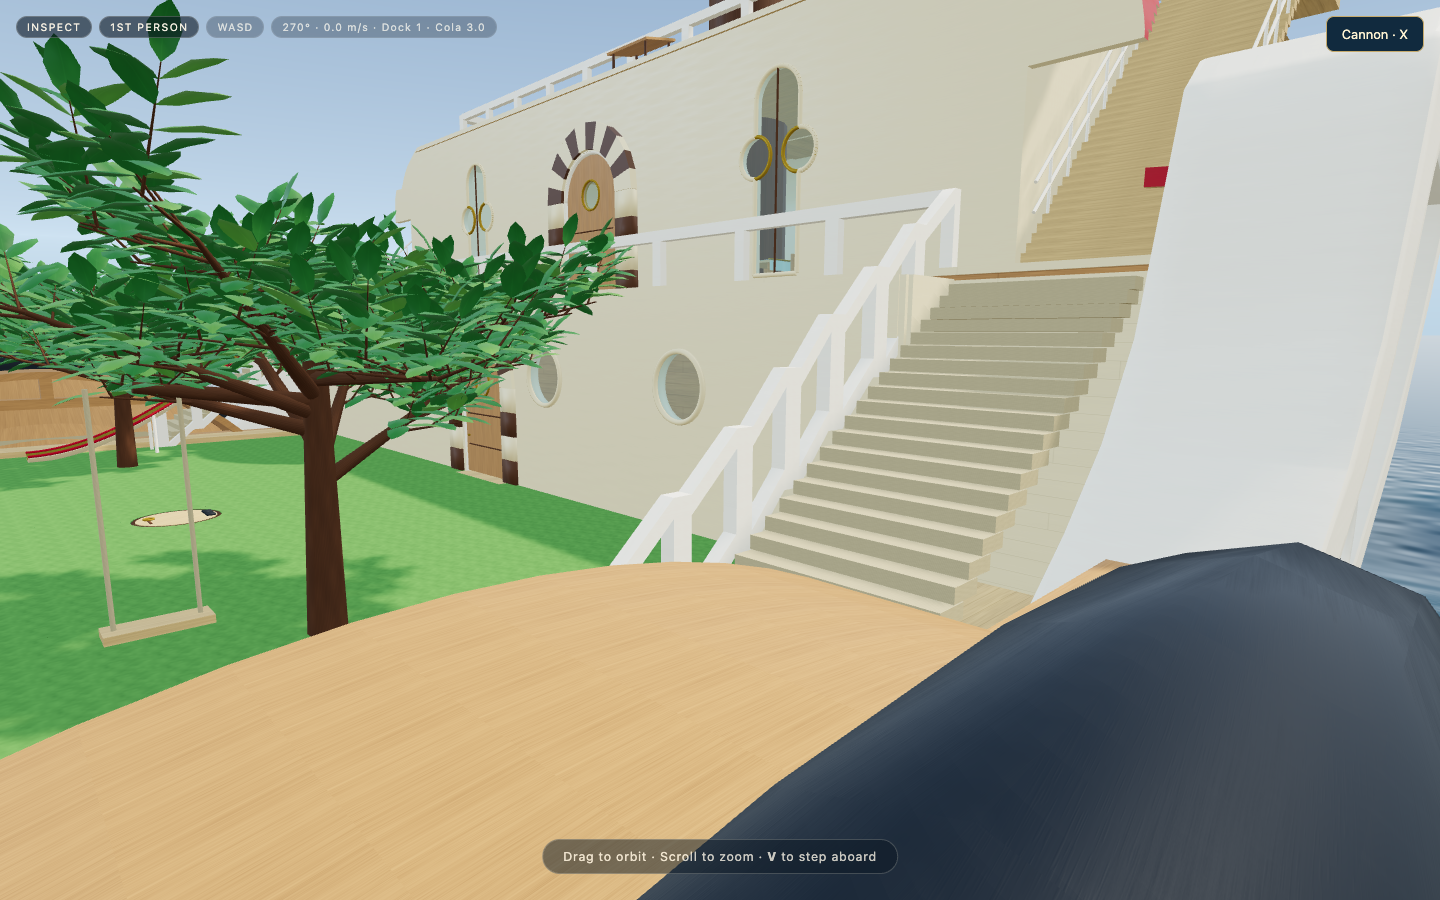 INSPECT
1ST PERSON
WASD
270° · 0.0 m/s · Dock 1 · Cola 3.0
Cannon · X
Drag to orbit · Scroll to zoom · V to step aboard